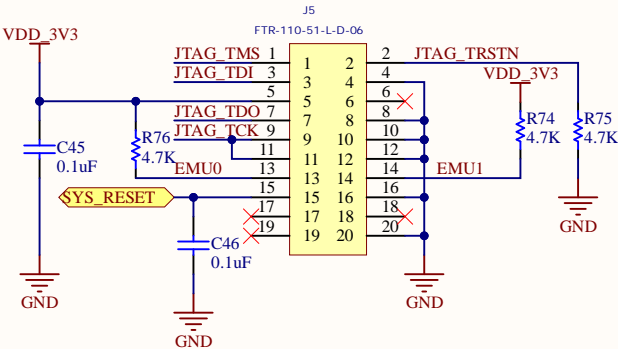 J5
FTR-110-51-L-D-06
VDD_3V3
JTAG_TMS 1 1 2 2 JTAG_TRSTN
JTAG_TDI 3 3 4 4 VDD_3V3
5 5 6 6
JTAG_TDO 7 7 8 8
C45 0.1uF
R76 4.7K
JTAG_TCK 9 9 10 10
R74 4.7K
R75 4.7K
11 11 12 12
EMU0 13 13 14 14 EMU1
SYS_RESET 15 15 16 16
17 17 18 18
19 19 20 20
C46 0.1uF
GND
GND
GND
GND